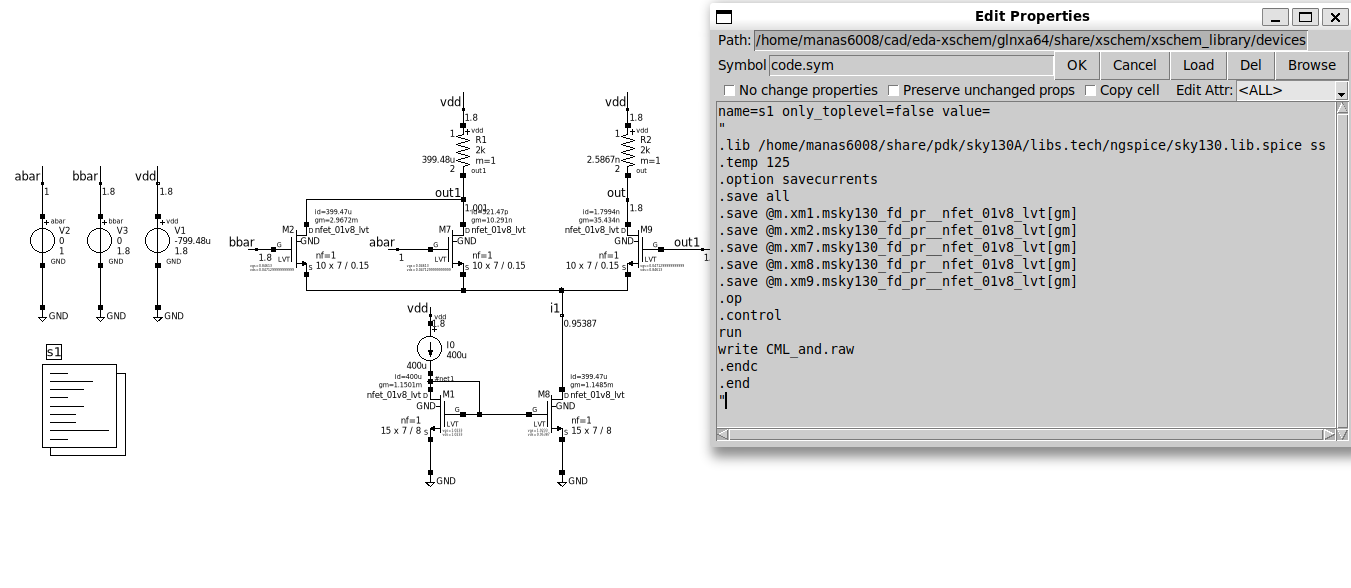 Edit Properties
Path: /home/manas6008/cad/eda-xschem/glnxa64/share/xschem/xschem_library/devices
Symbol code.sym OK Cancel Load Del Browse
No change properties Preserve unchanged props Copy cell Edit Attr: <ALL>
name=s1 only_toplevel=false value=
"
.lib /home/manas6008/share/pdk/sky130A/libs.tech/ngspice/sky130.lib.spice ss
.temp 125
.option savecurrents
.save all
.save @m.xm1.msky130_fd_pr__nfet_01v8_lvt[gm]
.save @m.xm2.msky130_fd_pr__nfet_01v8_lvt[gm]
.save @m.xm7.msky130_fd_pr__nfet_01v8_lvt[gm]
.save @m.xm8.msky130_fd_pr__nfet_01v8_lvt[gm]
.save @m.xm9.msky130_fd_pr__nfet_01v8_lvt[gm]
.op
.control
run
write CML_and.raw
.endc
.end
"
vdd
1.8
1
vdd
R1
2k
399.48u
m=1
2
out1
out1
1.001
vdd
1.8
1
vdd
R2
2k
2.5867n
m=1
2
out
out
1.8
abar
1
abar
V2
0
1
GND
GND
bbar
1.8
bbar
V3
0
1.8
GND
GND
vdd
1.8
vdd
V1
-799.48u
1.8
GND
GND
id=399.47u
gm=2.9672m
M2
D
nfet_01v8_lvt
GND
bbar
1.8
G
LVT
nf=1
S
10 x 7 / 0.15
id=521.47p
gm=10.291n
M7
D
nfet_01v8_lvt
GND
abar
1
G
LVT
nf=1
S
10 x 7 / 0.15
1.7994n
gm=35.434n
nfet_01v8_lvt
D
M9
GND
G
out1
1.
LVT
nf=1
S
10 x 7 / 0.15
vdd
vdd
1.8
I0
400u
400u
#net1
id=400u
gm=1.1501m
nfet_01v8_lvt
D
M1
GND
G
LVT
nf=1
15 x 7 / 8
S
GND
i1
0.95387
id=399.47u
gm=1.1485m
M8
D
nfet_01v8_lvt
GND
G
LVT
nf=1
S
15 x 7 / 8
GND
s1